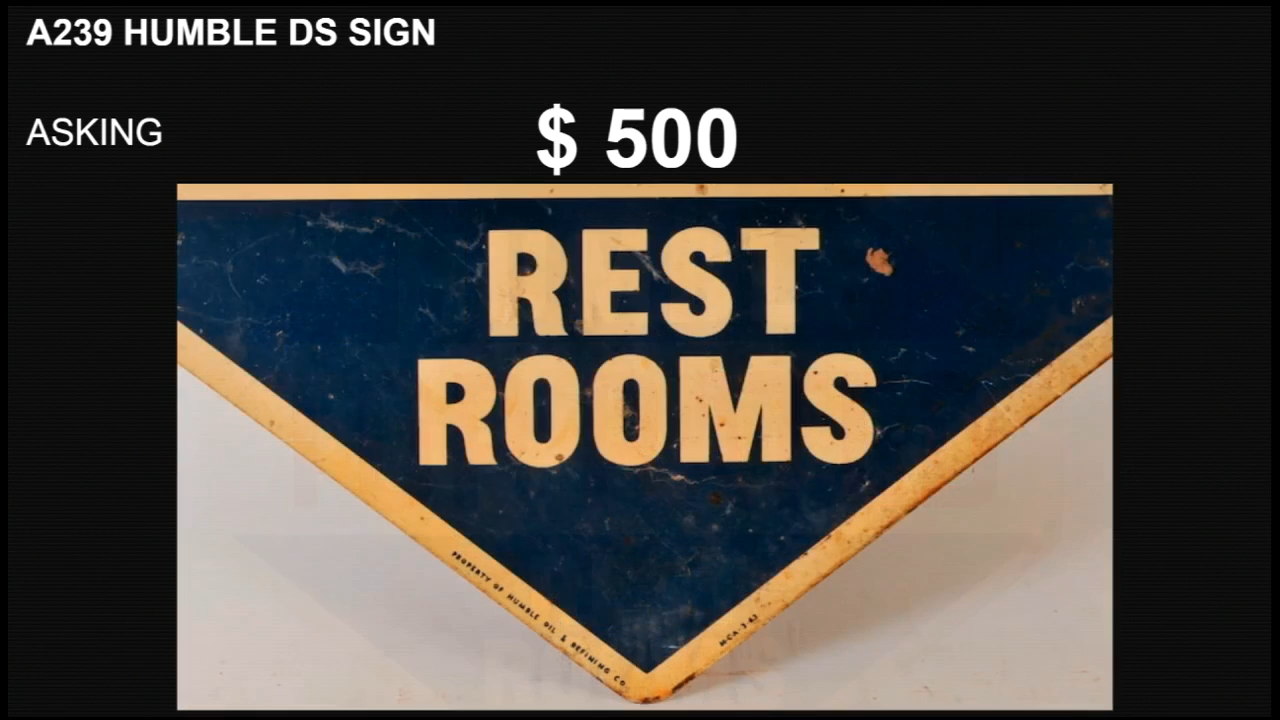 A239 HUMBLE DS SIGN
ASKING
$ 500
REST
ROOMS
PROPERTY OF HUMBLE OIL & REFINING CO.
MCA-3-62